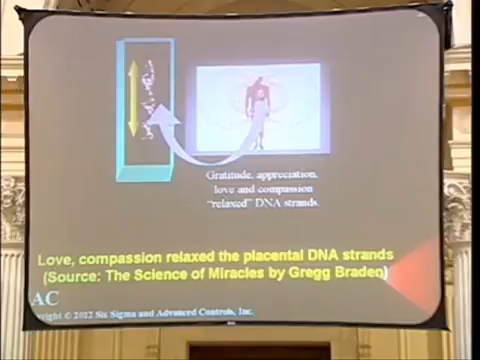 Gratitude, appreciation,
love and compassion
"relaxed" DNA strands.
Love, compassion relaxed the placental DNA strands
(Source: The Science of Miracles by Gregg Braden)
AC
right © 2012 Six Sigma and Advanced Controls, Inc.